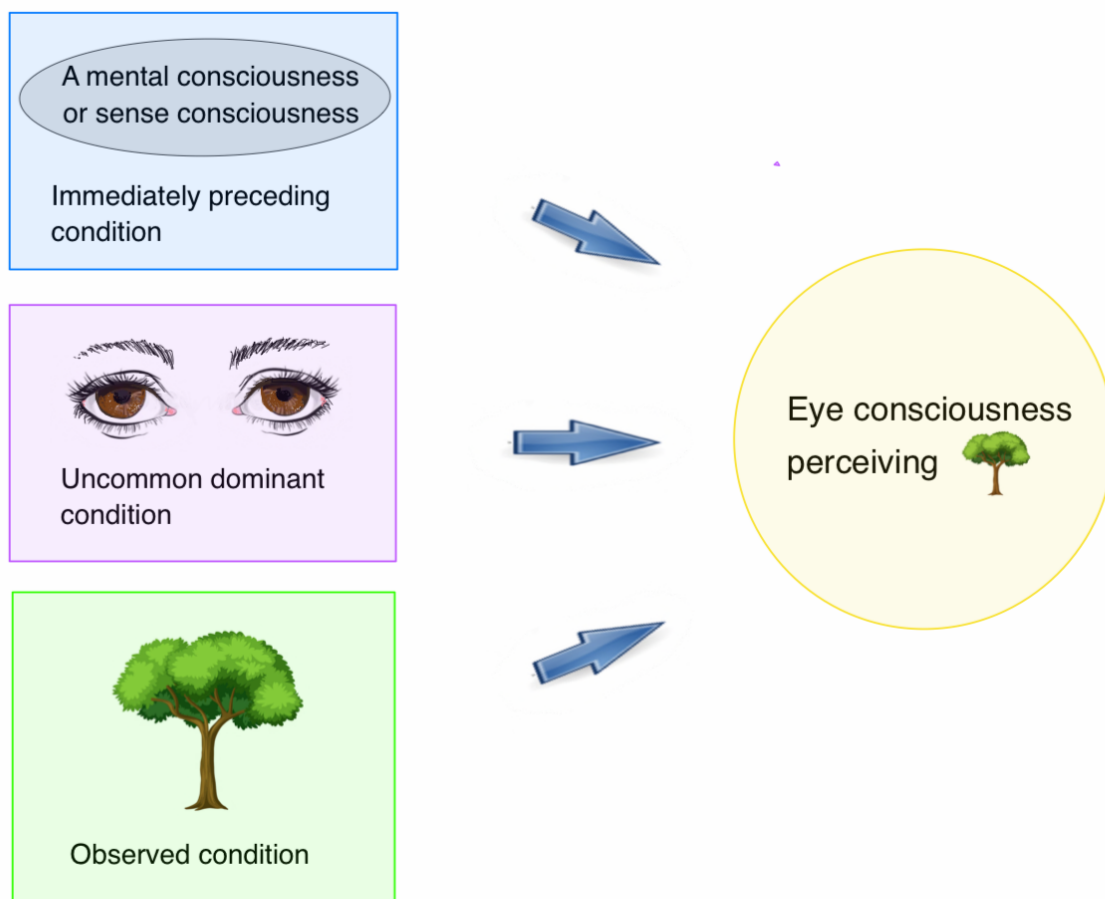 A mental consciousness
or sense consciousness
Immediately preceding
condition
Uncommon dominant
condition
Observed condition
Eye consciousness
perceiving